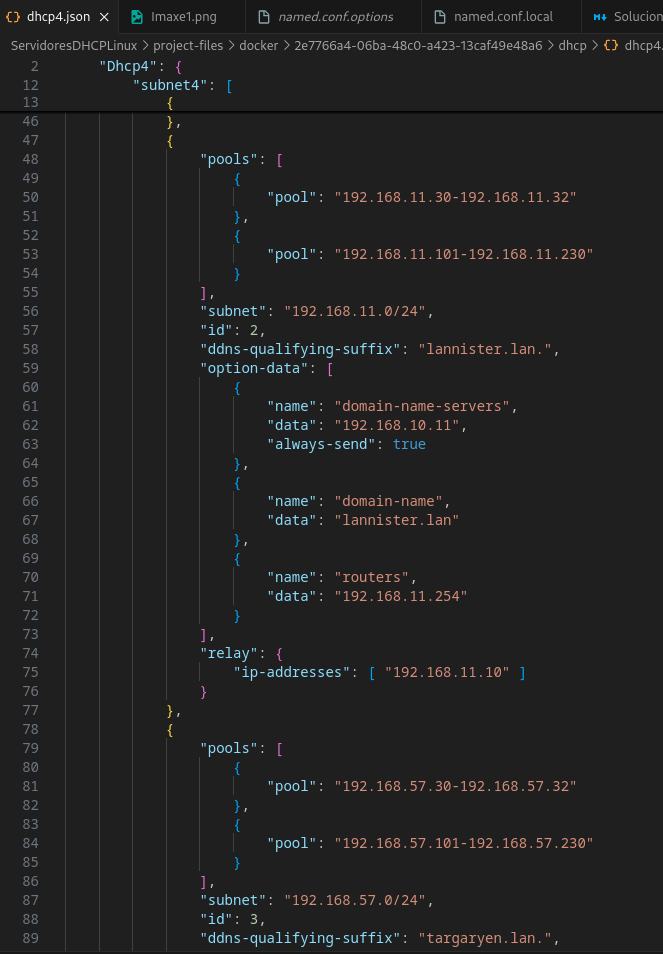 dhcp4.json
Imaxe1.png
named.conf.options
named.conf.local
Solucion
ServidoresDHCPLinux > project-files > docker > 2e7766a4-06ba-48c0-a423-13caf49e48a6 > dhcp > {} dhcp4.
2 "Dhcp4": {
12 "subnet4": [
13 {
46 },
47 {
48 "pools": [
49 {
50 "pool": "192.168.11.30-192.168.11.32"
51 },
52 {
53 "pool": "192.168.11.101-192.168.11.230"
54 }
55 ],
56 "subnet": "192.168.11.0/24",
57 "id": 2,
58 "ddns-qualifying-suffix": "lannister.lan.",
59 "option-data": [
60 {
61 "name": "domain-name-servers",
62 "data": "192.168.10.11",
63 "always-send": true
64 },
65 {
66 "name": "domain-name",
67 "data": "lannister.lan"
68 },
69 {
70 "name": "routers",
71 "data": "192.168.11.254"
72 }
73 ],
74 "relay": {
75 "ip-addresses": [ "192.168.11.10" ]
76 }
77 },
78 {
79 "pools": [
80 {
81 "pool": "192.168.57.30-192.168.57.32"
82 },
83 {
84 "pool": "192.168.57.101-192.168.57.230"
85 }
86 ],
87 "subnet": "192.168.57.0/24",
88 "id": 3,
89 "ddns-qualifying-suffix": "targaryen.lan.",